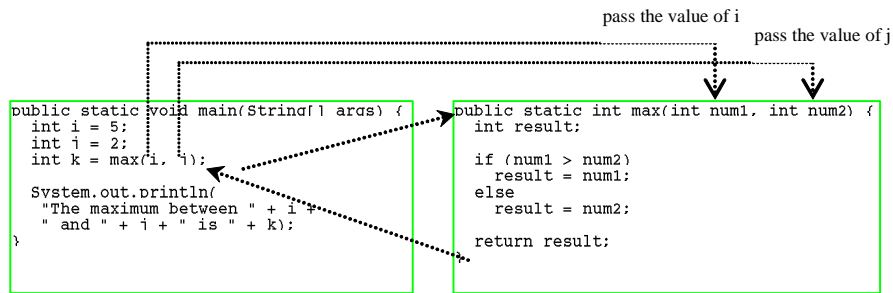 pass the value of i
pass the value of j
public static void main(String[] args) {
int i = 5;
int j = 2;
int k = max(i, j);
System.out.println(
"The maximum between " + i +
" and " + j + " is " + k);
}
public static int max(int num1, int num2) {
int result;
if (num1 > num2)
result = num1;
else
result = num2;
return result;
}